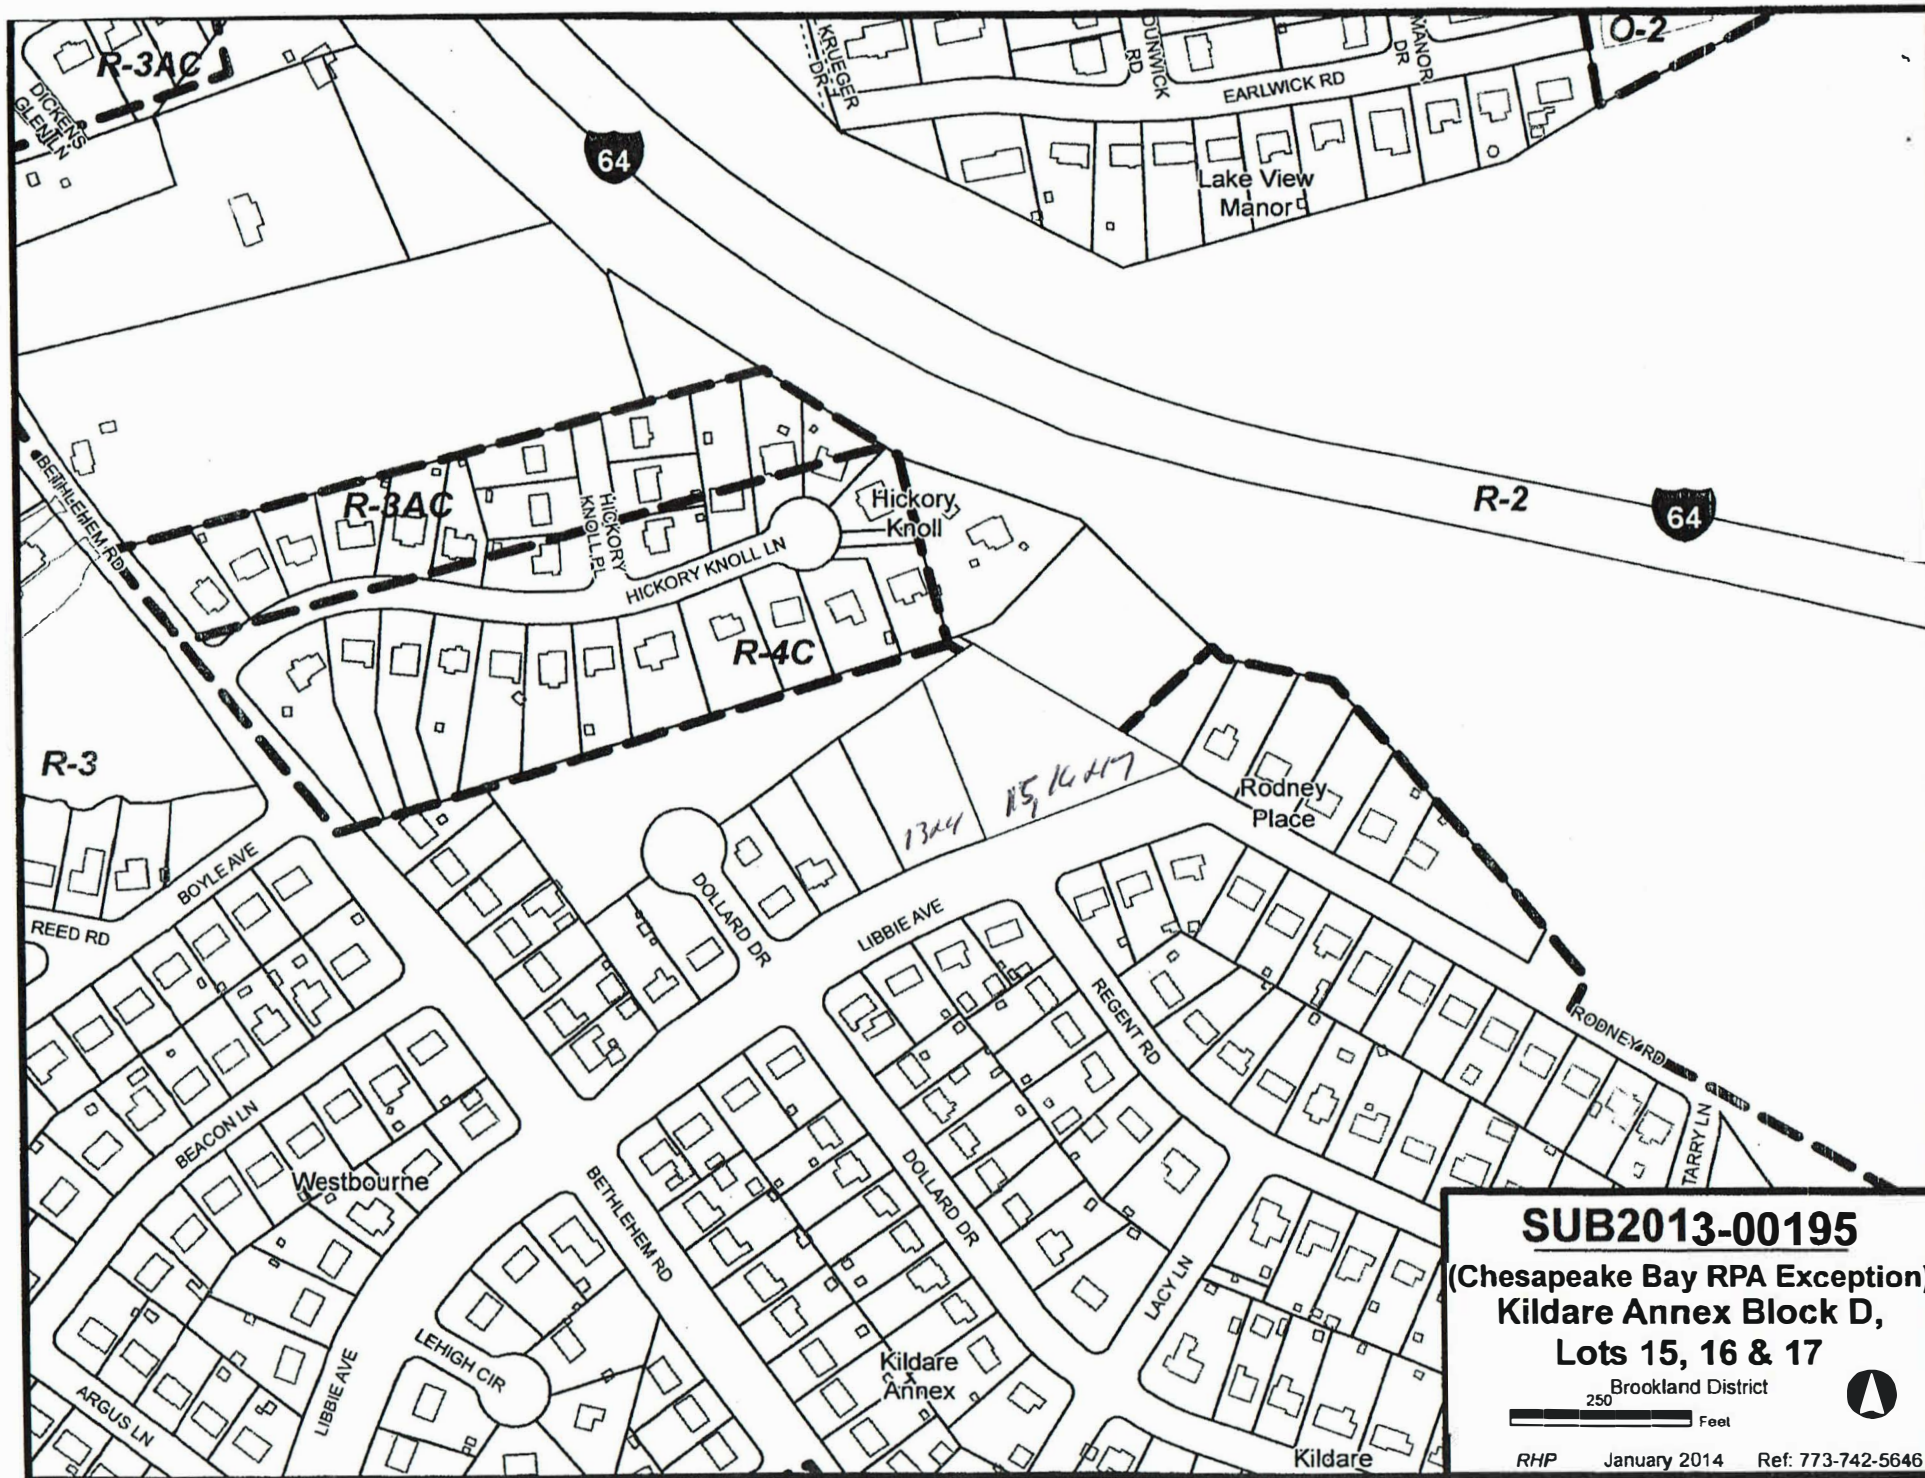 R-3AC
DICKENS
GLEN LN
KRUEGER
DR
DUNWICK
RD
MANOR
DR
O-2
EARLWICK RD
64
Lake View
Manor
BETHLEHEM RD
R-3AC
HICKORY
KNOLL PL
HICKORY KNOLL LN
Hickory
Knoll
R-2
64
R-4C
R-3
15, 16 &17
Rodney
Place
BOYLE AVE
REED RD
DOLLARD DR
LIBBIE AVE
REGENT RD
RODNEY RD
TARRY LN
BEACON LN
Westbourne
BETHLEHEM RD
DOLLARD DR
LACY LN
LEHIGH CIR
LIBBIE AVE
ARGUS LN
Kildare
Annex
Kildare
SUB2013-00195
(Chesapeake Bay RPA Exception)
Kildare Annex Block D,
Lots 15, 16 & 17
Brookland District
250
Feet
RHP January 2014 Ref: 773-742-5646